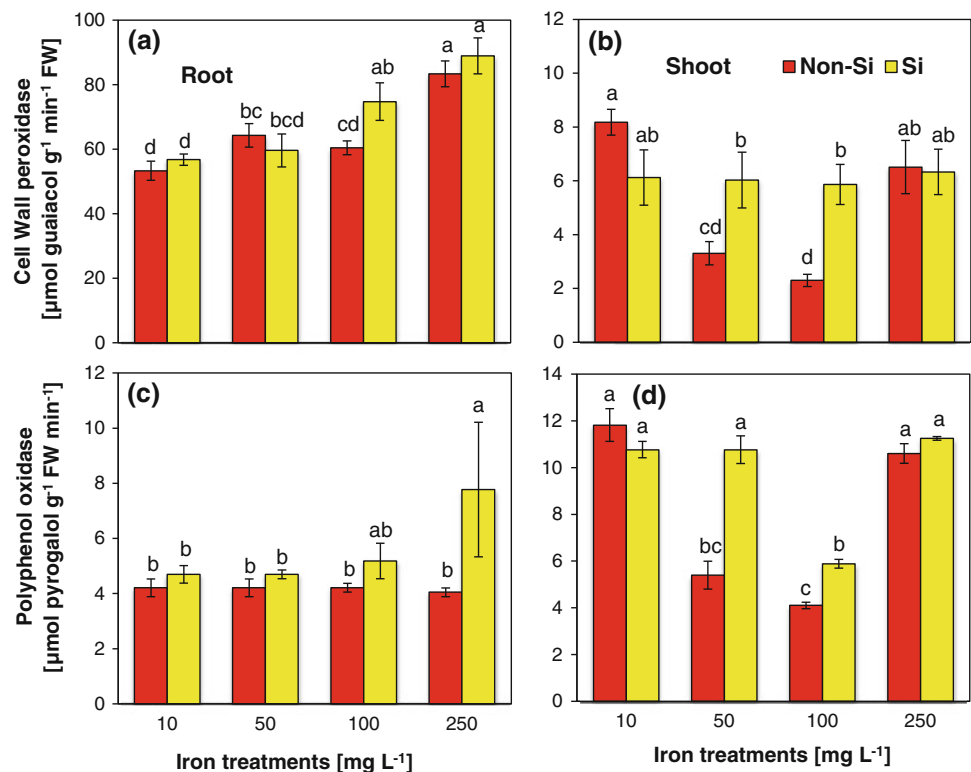 (a)
Root
Cell Wall peroxidase
[µmol guaiacol g⁻¹ min⁻¹ FW]
100
80
60
40
20
0
d
d
bc
bcd
cd
ab
a
a
(b)
Shoot
Non-Si
Si
12
10
8
6
4
2
0
a
ab
cd
b
d
b
ab
ab
(c)
Polyphenol oxidase
[µmol pyrogalol g⁻¹ FW min⁻¹]
12
10
8
6
4
2
0
b
b
b
b
b
ab
b
a
10
50
100
250
Iron treatments [mg L⁻¹]
(d)
14
12
10
8
6
4
2
0
a
a
bc
a
c
b
a
a
10
50
100
250
Iron treatments [mg L⁻¹]